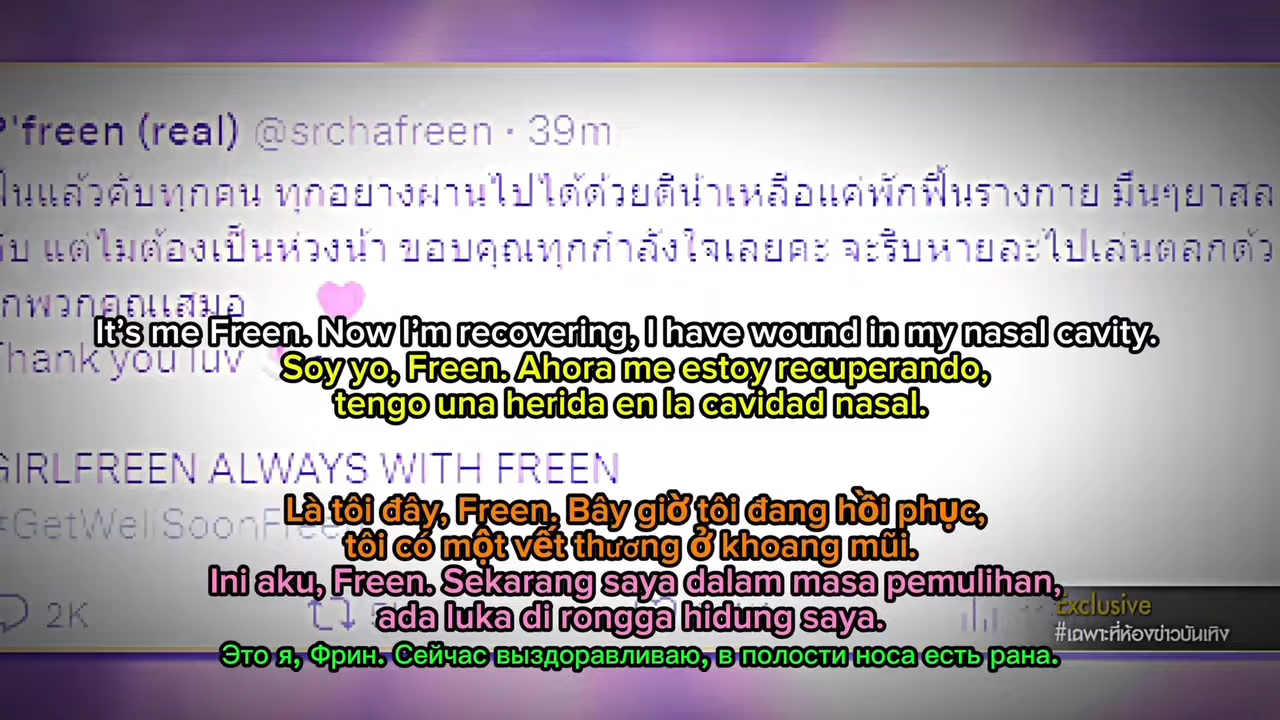 'freen (real) @srchafreen · 39m
ฟื้นแล้วคับทุกคน ทุกอย่างผ่านไปได้ด้วยดีน้าเหลือแค่พักฟื้นร่างกาย มึนๆยาสล
แต่ไม่ต้องเป็นห่วงน้า ขอบคุณทุกกำลังใจเลยคะ จะรีบหายละไปเล่นตลกด้ว
พวกคุณเสมอ
It's me Freen. Now I'm recovering, I have wound in my nasal cavity.
Thank you luv
Soy yo, Freen. Ahora me estoy recuperando,
tengo una herida en la cavidad nasal.
GIRLFREEN ALWAYS WITH FREEN
Là tôi đây, Freen. Bây giờ tôi đang hồi phục,
#GetWellSoonFree
tôi có một vết thương ở khoang mũi.
Ini aku, Freen. Sekarang saya dalam masa pemulihan,
2K
ada luka di rongga hidung saya.
Exclusive
#เฉพาะที่ห้องข่าวบันเทิง
Это я, Фрин. Сейчас выздоравливаю, в полости носа есть рана.